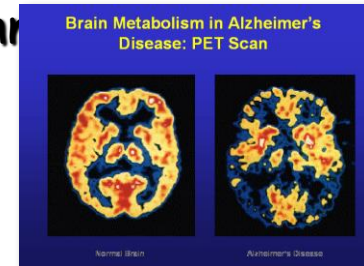 Brain Metabolism in Alzheimer's
Disease: PET Scan
Normal Brain
Alzheimer's Disease